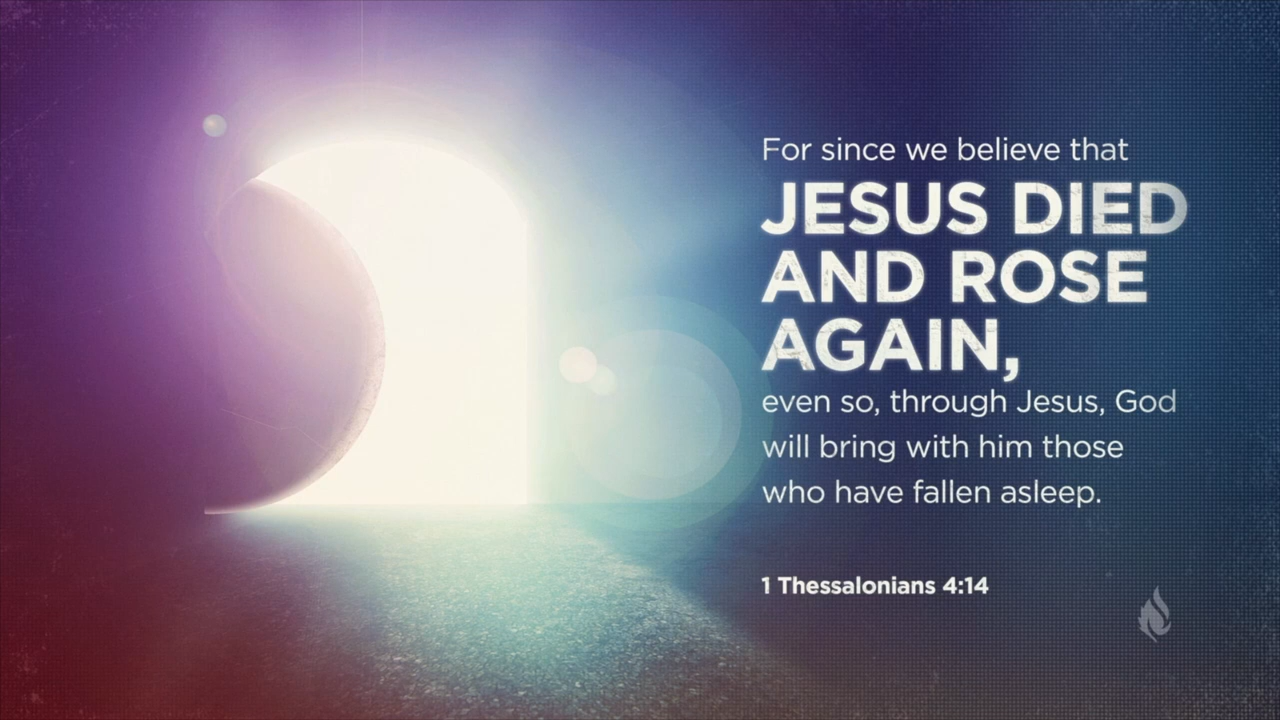 For since we believe that
JESUS DIED
AND ROSE
AGAIN,
even so, through Jesus, God
will bring with him those
who have fallen asleep.
1 Thessalonians 4:14